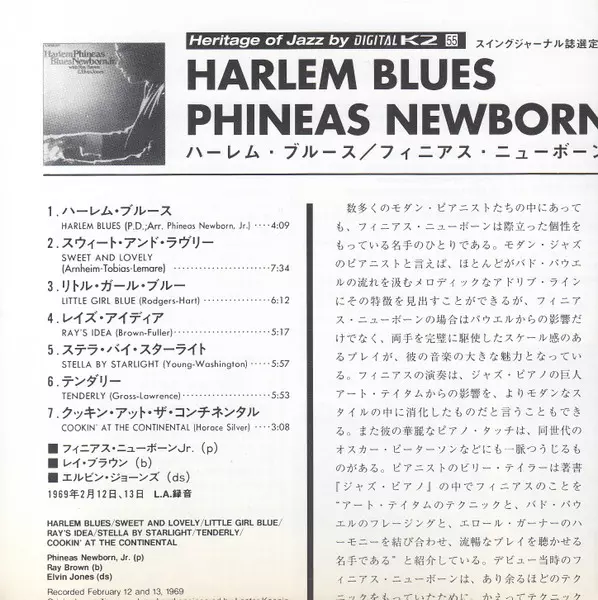 Heritage of Jazz by DIGITAL K2 55
スイングジャーナル誌選定
HARLEM BLUES
PHINEAS NEWBORN
ハーレム・ブルース／フィニアス・ニューボーン
Harlem Phineas
Blues Newborn, Jr.
1. ハーレム・ブルース
HARLEM BLUES (P.D.;Arr. Phineas Newborn, Jr.) ････4:09
2. スウィート・アンド・ラヴリー
SWEET AND LOVELY
(Arnheim-Tobias-Lemare) ････････････････7:34
3. リトル・ガール・ブルー
LITTLE GIRL BLUE (Rodgers-Hart) ･･･････････6:12
4. レイズ・アイディア
RAY'S IDEA (Brown-Fuller)････････････････5:17
5. ステラ・バイ・スターライト
STELLA BY STARLIGHT (Young-Washington) ･･････5:57
6. テンダリー
TENDERLY (Gross-Lawrence) ･･････････････5:53
7. クッキン・アット・ザ・コンチネンタル
COOKIN' AT THE CONTINENTAL (Horace Silver) ････3:08
■ フィニアス・ニューボーンJr. (p)
■ レイ・ブラウン (b)
■ エルビン・ジョーンズ (ds)
1969年2月12日、13日 L.A.録音
HARLEM BLUES/SWEET AND LOVELY/LITTLE GIRL BLUE/
RAY'S IDEA/STELLA BY STARLIGHT/TENDERLY/
COOKIN' AT THE CONTINENTAL
Phineas Newborn, Jr. (p)
Ray Brown (b)
Elvin Jones (ds)
Recorded February 12 and 13, 1969
数多くのモダン・ピアニストたちの中にあって
も、フィニアス・ニューボーンは際立った個性を
もっている名手のひとりである。モダン・ジャズ
のピアニストと言えば、ほとんどがバド・パウエ
ルの流れを汲むメロディックなアドリブ・ライン
にその特徴を見出すことができるが、フィニア
ス・ニューボーンの場合はパウエルからの影響だ
けでなく、両手を完璧に駆使したスケール感のあ
るプレイが、彼の音楽の大きな魅力となってい
る。フィニアスの演奏は、ジャズ・ピアノの巨人
アート・テイタムからの影響を、よりモダンなス
タイルの中に消化したものだと言うこともでき
る。また彼の華麗なピアノ・タッチは、同世代の
オスカー・ピーターソンなどにも一脈つうじるも
のがある。ピアニストのビリー・テイラーは著書
『ジャズ・ピアノ』の中でフィニアスのことを
“アート・テイタムのテクニックと、バド・パウ
エルのフレージングと、エロール・ガーナーのハ
ーモニーを結び合わせ、流暢なプレイを聴かせる
名手である”と紹介している。デビュー当時のフ
ィニアス・ニューボーンは、あり余るほどのテク
ニックをもっていたために、かえってテクニック